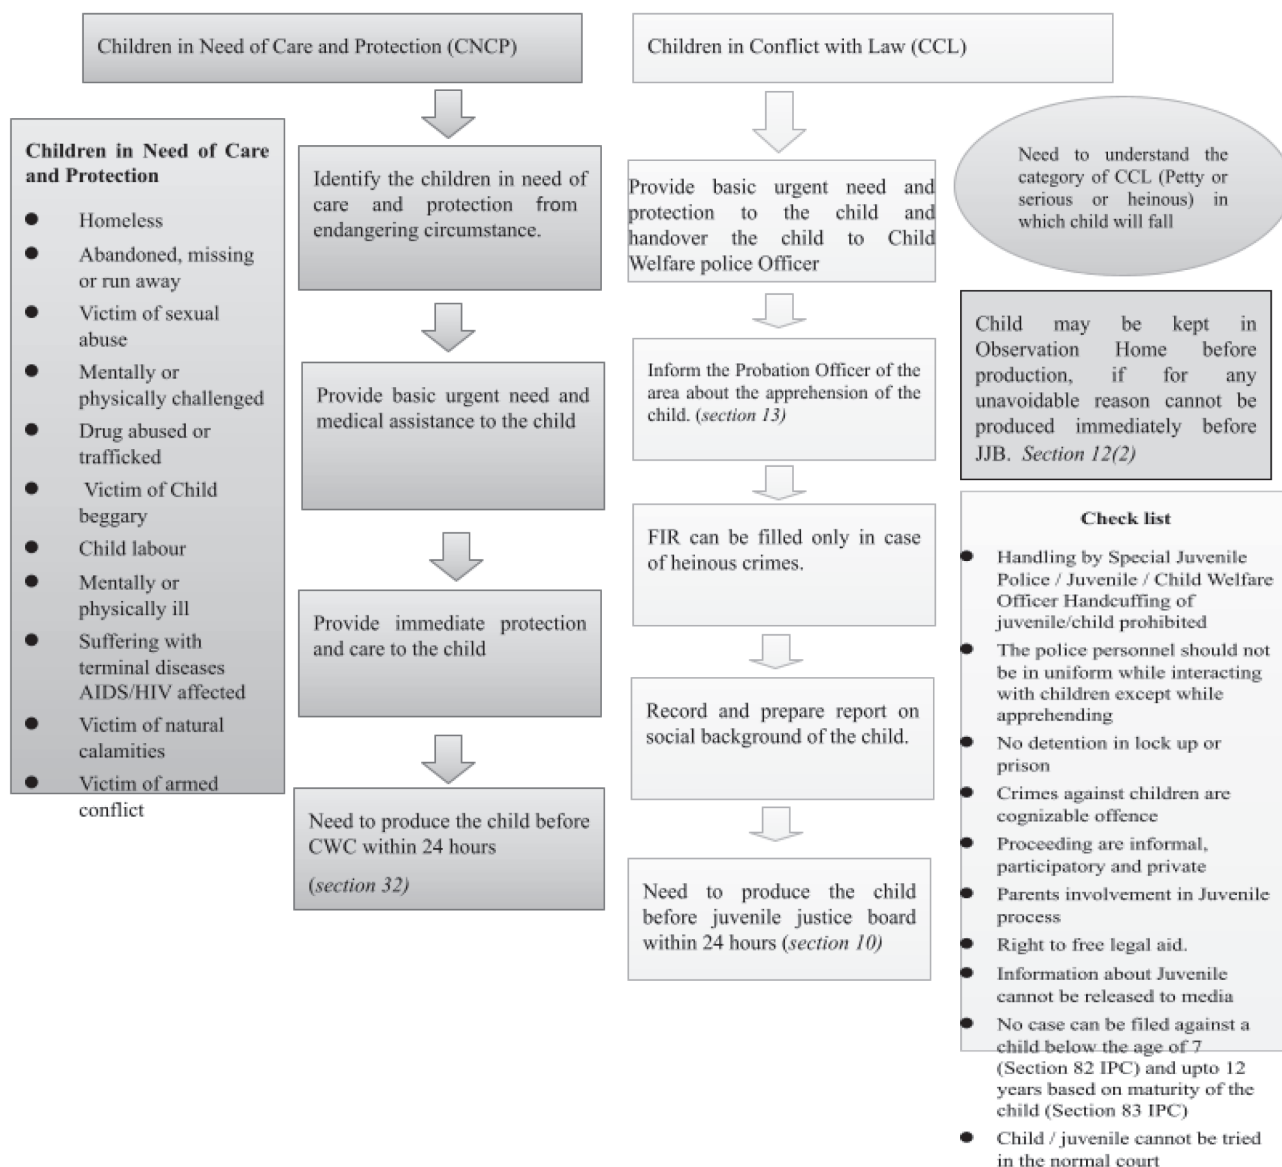 Children in Need of Care and Protection (CNCP)
Children in Conflict with Law (CCL)
Children in Need of Care
and Protection
● Homeless
● Abandoned, missing
or run away
● Victim of sexual
abuse
● Mentally or
physically challenged
● Drug abused or
trafficked
● Victim of Child
beggary
● Child labour
● Mentally or
physically ill
● Suffering with
terminal diseases
AIDS/HIV affected
● Victim of natural
calamities
● Victim of armed
conflict
Identify the children in need of
care and protection from
endangering circumstance.
Provide basic urgent need and
medical assistance to the child
Provide immediate protection
and care to the child
Need to produce the child before
CWC within 24 hours
(section 32)
Provide basic urgent need and
protection to the child and
handover the child to Child
Welfare police Officer
Inform the Probation Officer of the
area about the apprehension of the
child. (section 13)
FIR can be filled only in case
of heinous crimes.
Record and prepare report on
social background of the child.
Need to produce the child
before juvenile justice board
within 24 hours (section 10)
Need to understand the
category of CCL (Petty or
serious or heinous) in
which child will fall
Child may be kept in
Observation Home before
production, if for any
unavoidable reason cannot be
produced immediately before
JJB. Section 12(2)
Check list
● Handling by Special Juvenile
Police / Juvenile / Child Welfare
Officer Handcuffing of
juvenile/child prohibited
● The police personnel should not
be in uniform while interacting
with children except while
apprehending
● No detention in lock up or
prison
● Crimes against children are
cognizable offence
● Proceeding are informal,
participatory and private
● Parents involvement in Juvenile
process
● Right to free legal aid.
● Information about Juvenile
cannot be released to media
● No case can be filed against a
child below the age of 7
(Section 82 IPC) and upto 12
years based on maturity of the
child (Section 83 IPC)
● Child / juvenile cannot be tried
in the normal court